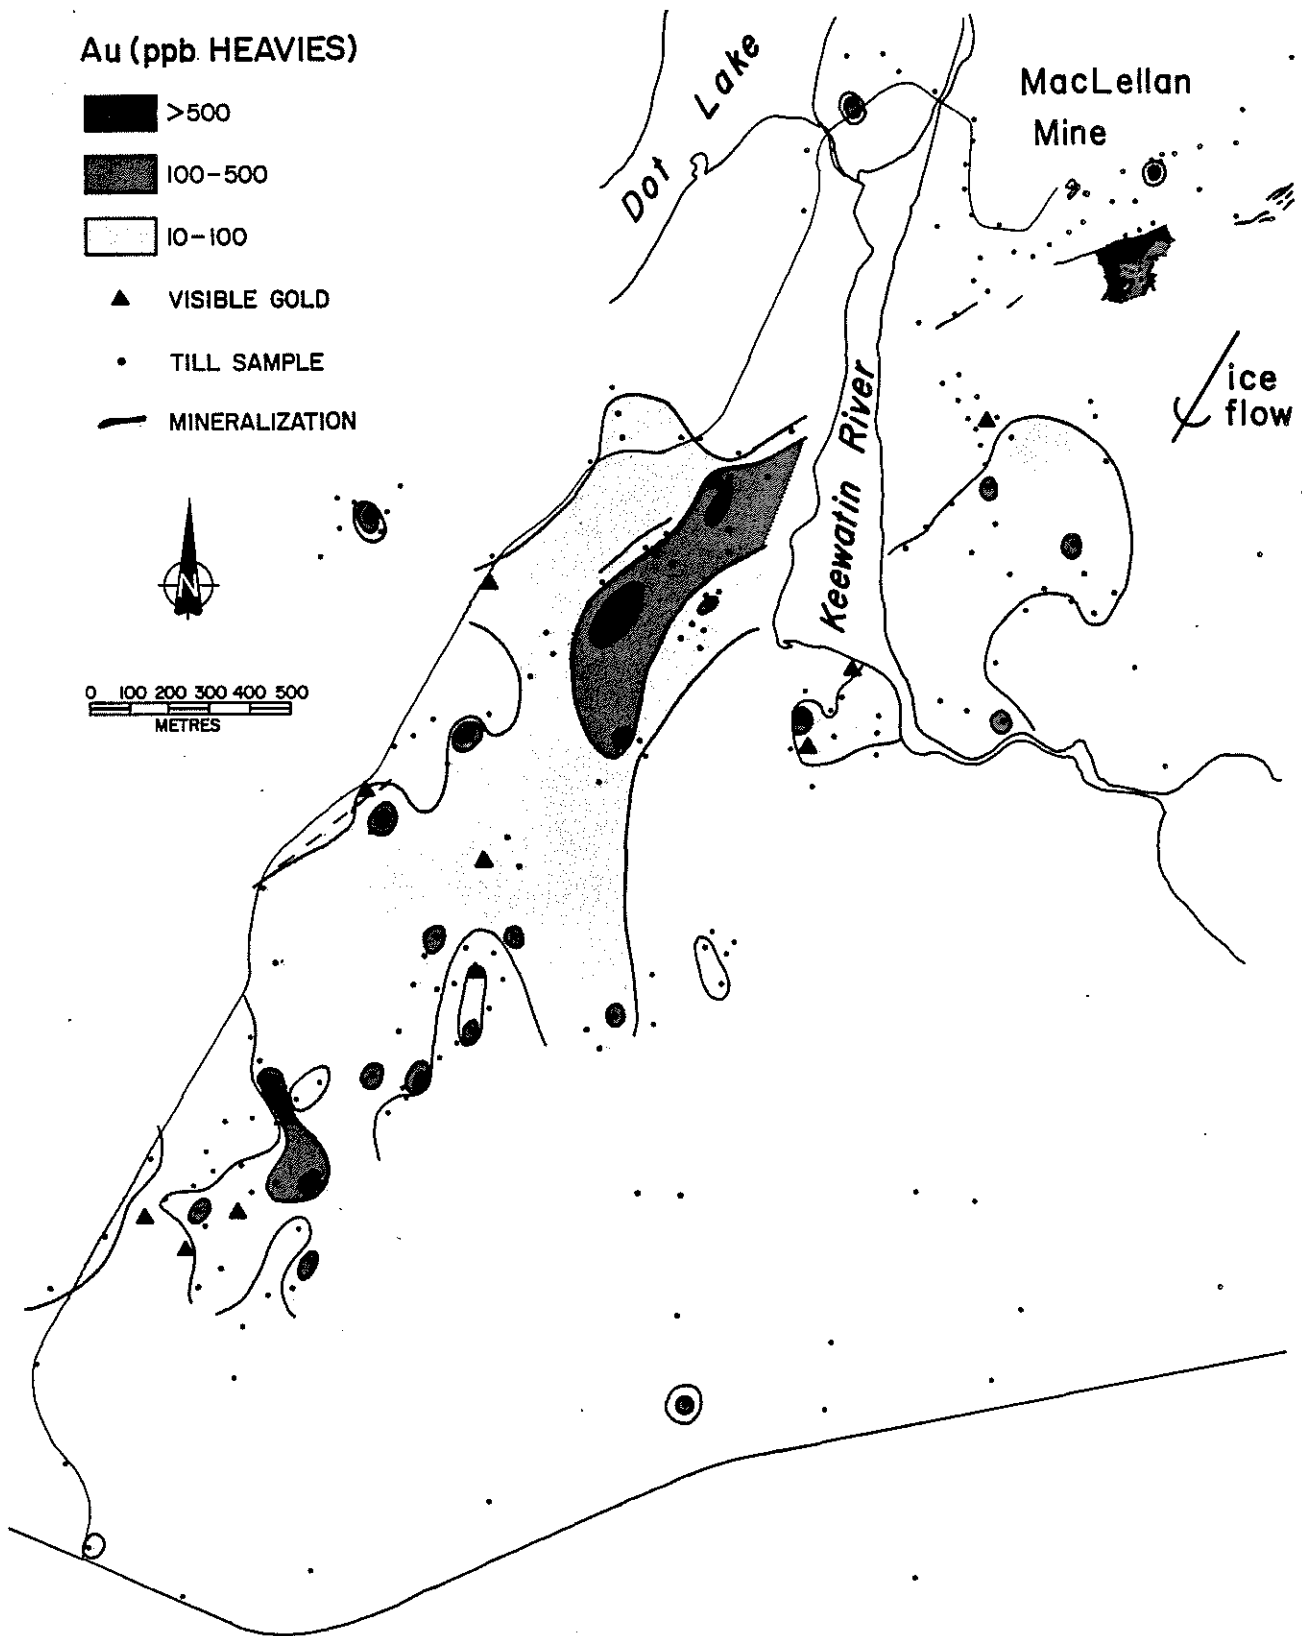 Au (ppb HEAVIES)
>500
100-500
10-100
VISIBLE GOLD
TILL SAMPLE
MINERALIZATION
N
0 100 200 300 400 500
METRES
Dot Lake
MacLellan
Mine
ice
flow
Keewatin River